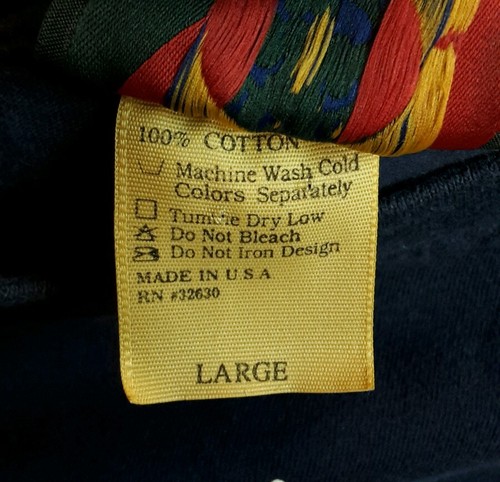 100% COTTON
Machine Wash Cold
Colors Separately
Tumble Dry Low
Do Not Bleach
Do Not Iron Design
MADE IN U S A
RN #32630
LARGE